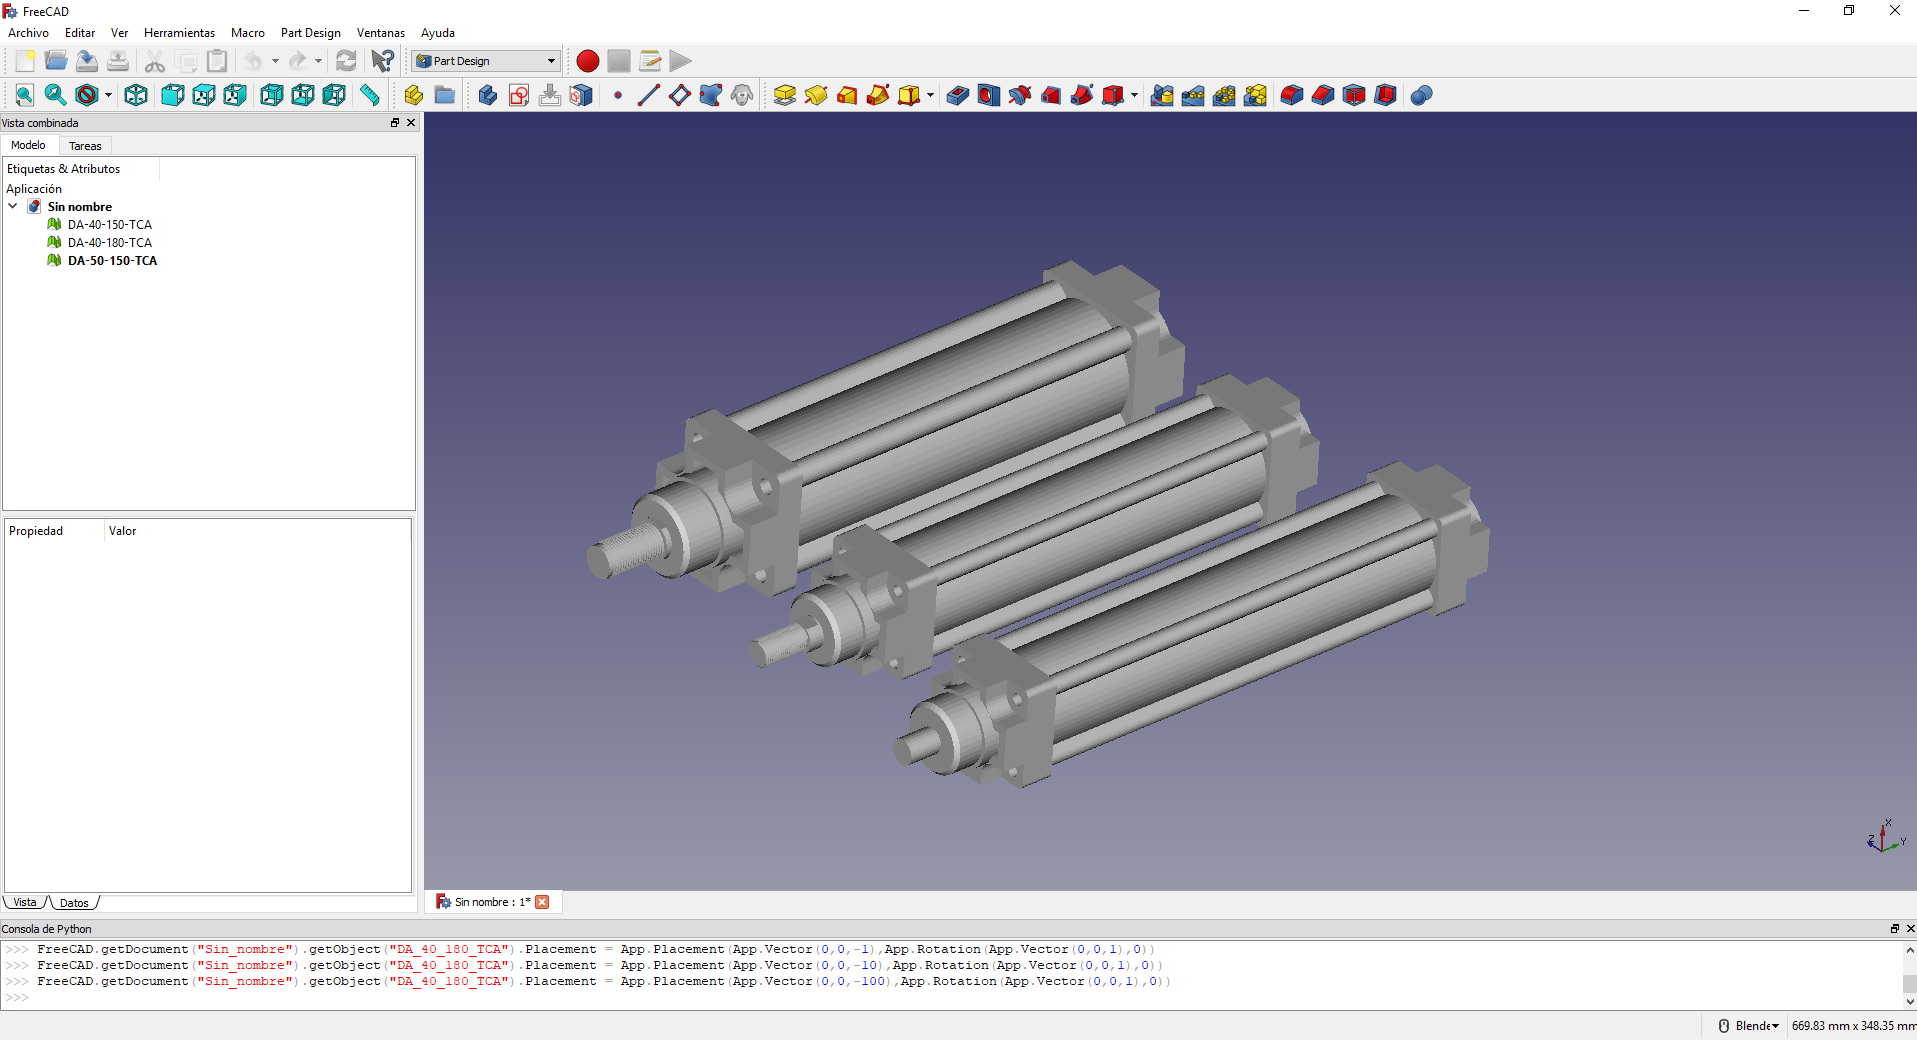 FreeCAD
Archivo Editar Ver Herramientas Macro Part Design Ventanas Ayuda
Part Design
Vista combinada
Modelo Tareas
Etiquetas & Atributos
Aplicación
Sin nombre
DA-40-150-TCA
DA-40-180-TCA
DA-50-150-TCA
Propiedad Valor
X
Z
Y
Vista Datos
Sin nombre : 1*
Consola de Python
>>> FreeCAD.getDocument("Sin_nombre").getObject("DA_40_180_TCA").Placement = App.Placement(App.Vector(0,0,-1),App.Rotation(App.Vector(0,0,1),0))
>>> FreeCAD.getDocument("Sin_nombre").getObject("DA_40_180_TCA").Placement = App.Placement(App.Vector(0,0,-10),App.Rotation(App.Vector(0,0,1),0))
>>> FreeCAD.getDocument("Sin_nombre").getObject("DA_40_180_TCA").Placement = App.Placement(App.Vector(0,0,-100),App.Rotation(App.Vector(0,0,1),0))
>>>
Blende 669.83 mm x 348.35 mm